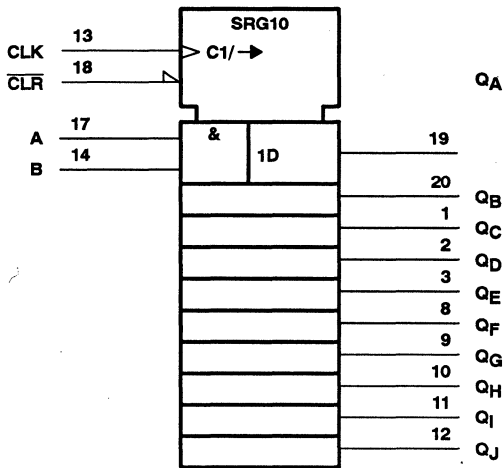 SRG10
13
CLK
C1/
18
CLR
QA
17
A
&
1D
19
14
B
20
QB
1
QC
2
QD
3
QE
8
QF
9
QG
10
QH
11
QI
12
QJ